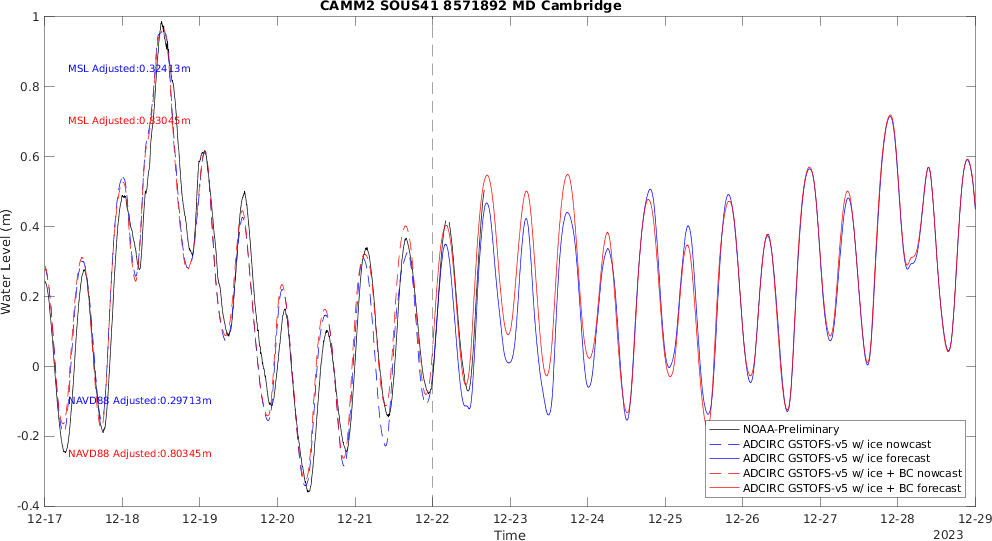 CAMM2 SOUS41 8571892 MD Cambridge
Water Level (m)
1
0.8
0.6
0.4
0.2
0
-0.2
-0.4
MSL Adjusted:0.32413m
MSL Adjusted:0.83045m
NAVD88 Adjusted:0.29713m
NAVD88 Adjusted:0.80345m
NOAA-Preliminary
ADCIRC GSTOFS-v5 w/ ice nowcast
ADCIRC GSTOFS-v5 w/ ice forecast
ADCIRC GSTOFS-v5 w/ ice + BC nowcast
ADCIRC GSTOFS-v5 w/ ice + BC forecast
12-17 12-18 12-19 12-20 12-21 12-22 12-23 12-24 12-25 12-26 12-27 12-28 12-29
Time
2023